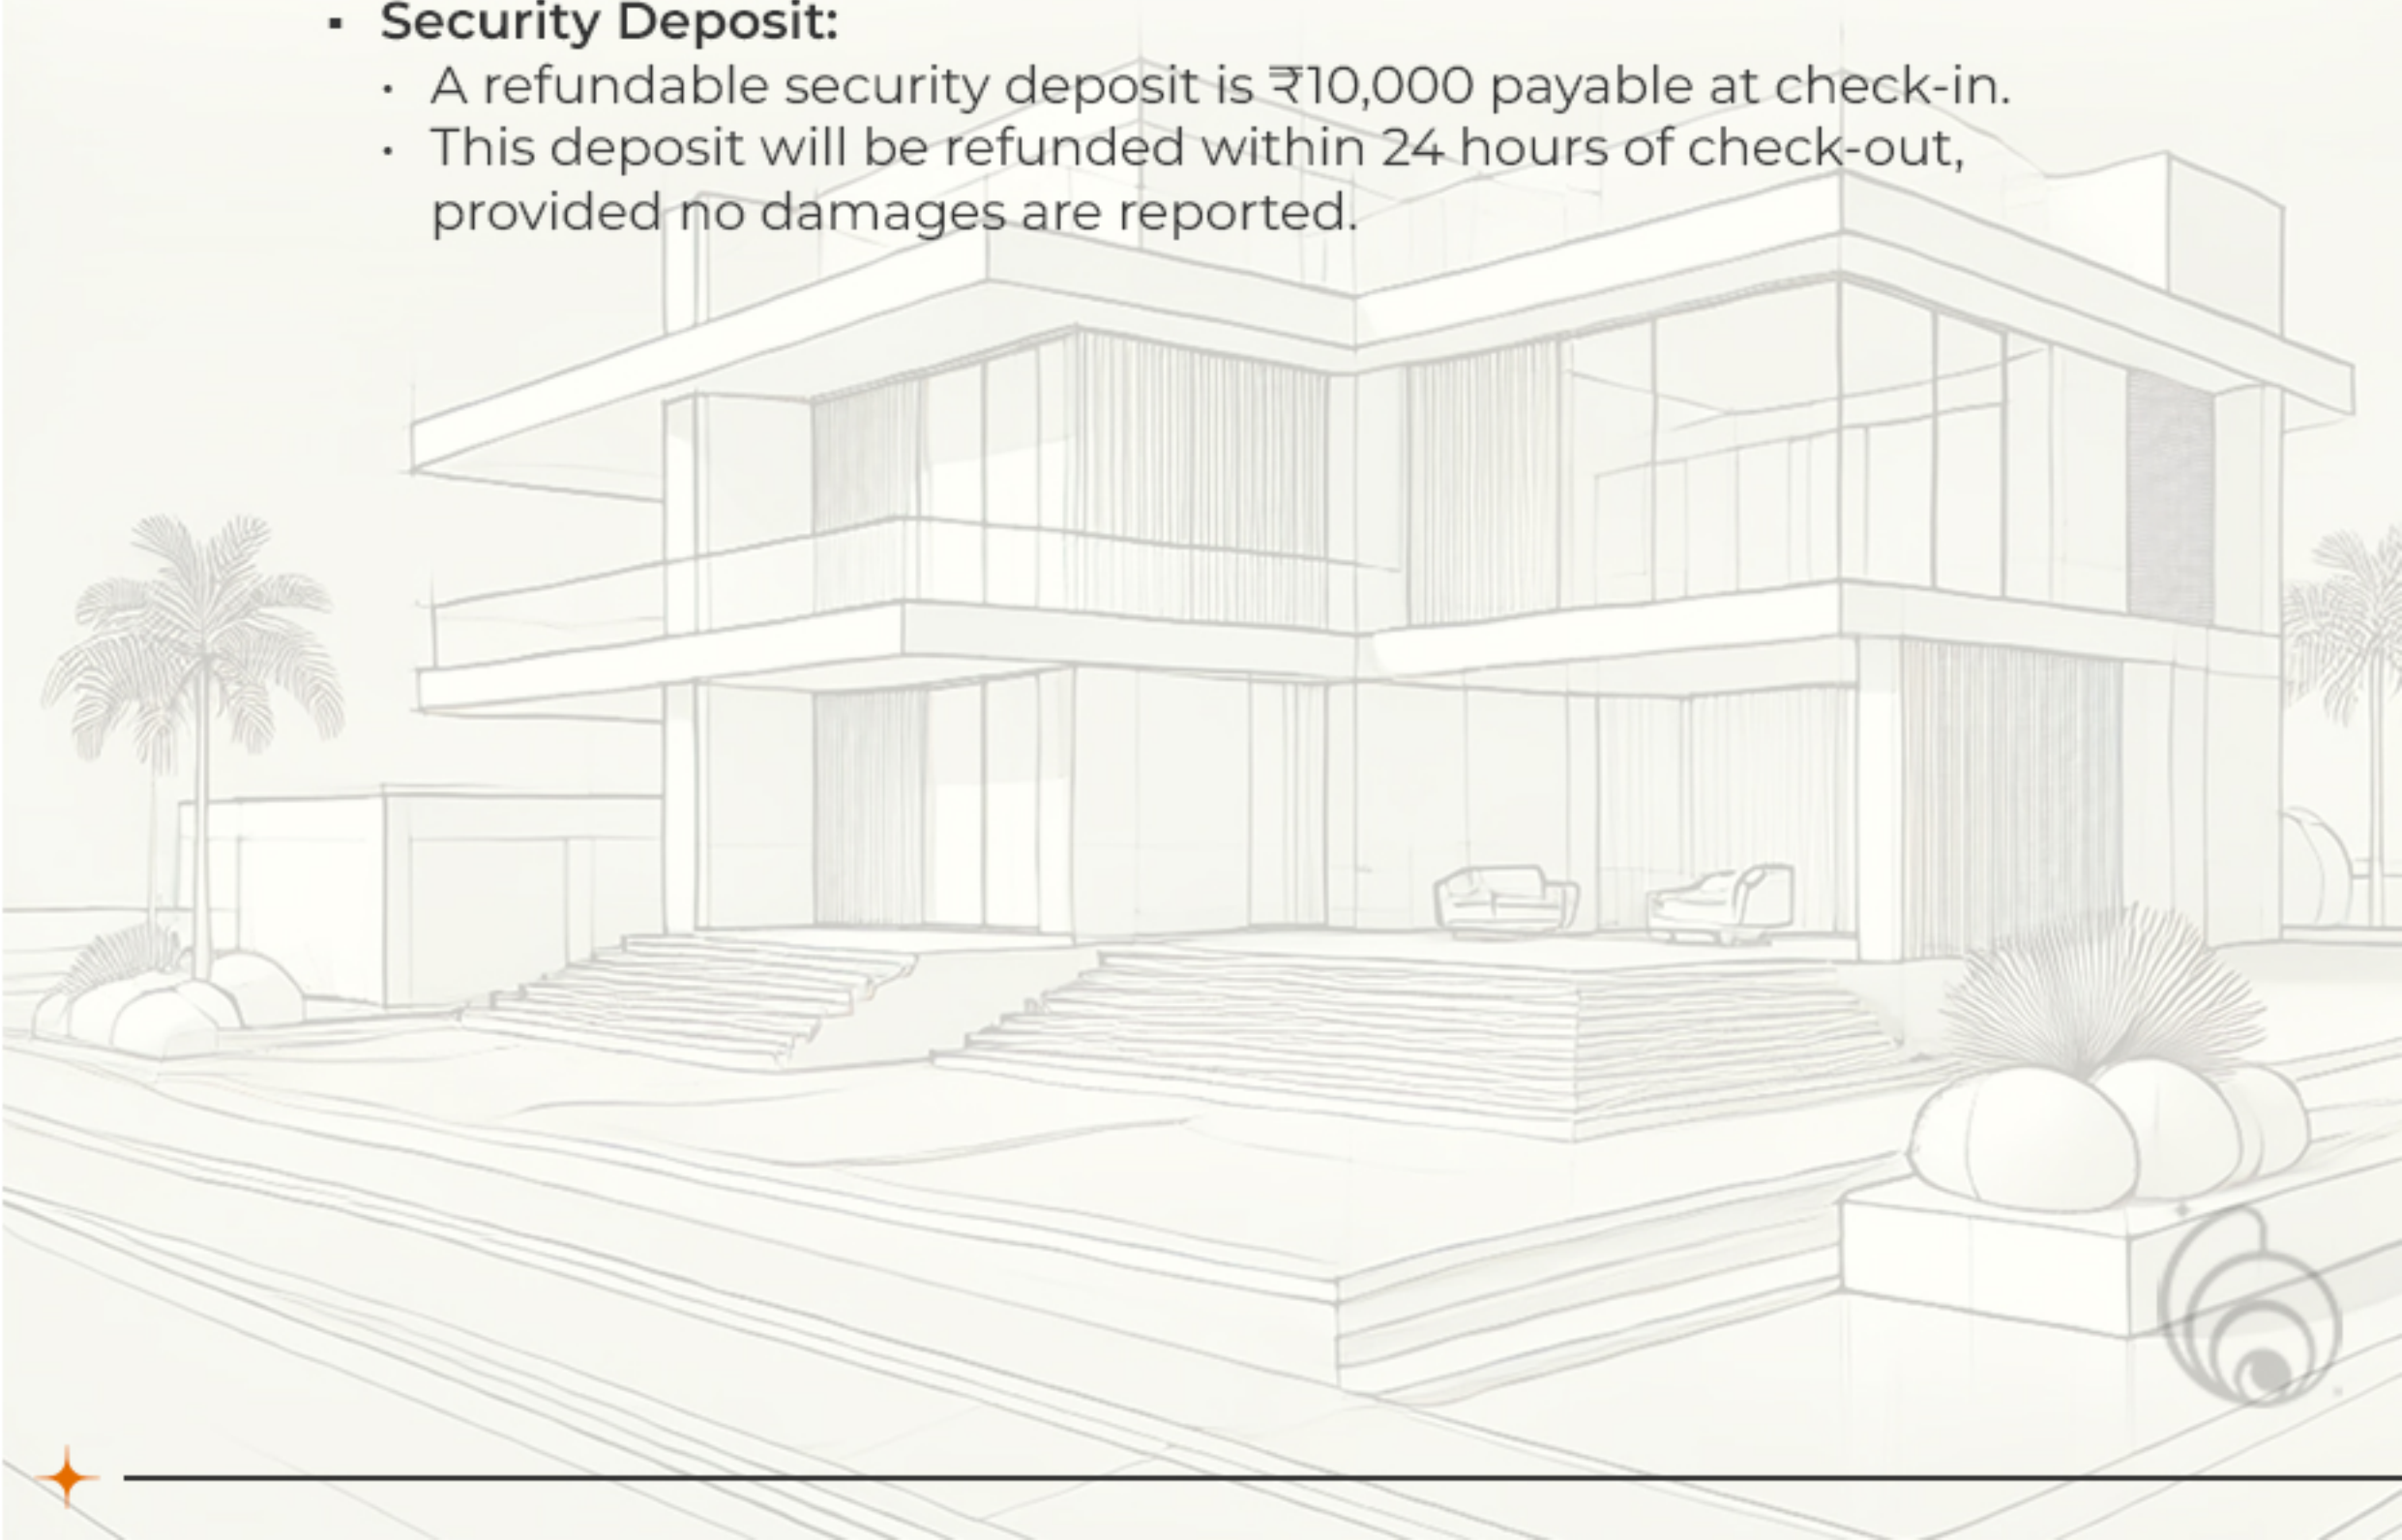 ▪ Security Deposit:
• A refundable security deposit is ₹10,000 payable at check-in.
• This deposit will be refunded within 24 hours of check-out,
provided no damages are reported.